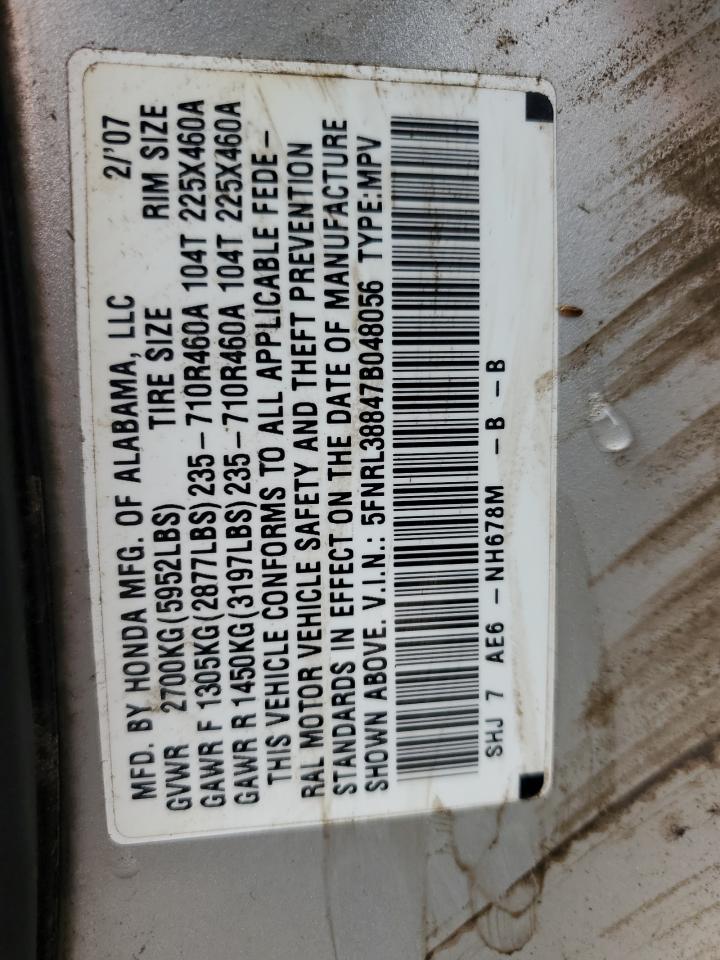 MFD. BY HONDA MFG. OF ALABAMA, LLC 2/'07
GVWR 2700KG(5952LBS) TIRE SIZE RIM SIZE
GAWR F 1305KG(2877LBS) 235-710R460A 104T 225X460A
GAWR R 1450KG(3197LBS) 235-710R460A 104T 225X460A
THIS VEHICLE CONFORMS TO ALL APPLICABLE FEDE-
RAL MOTOR VEHICLE SAFETY AND THEFT PREVENTION
STANDARDS IN EFFECT ON THE DATE OF MANUFACTURE
SHOWN ABOVE. V.I.N.: 5FNRL38847B048056 TYPE:MPV
SHJ 7 AE6 -NH678M -B -B